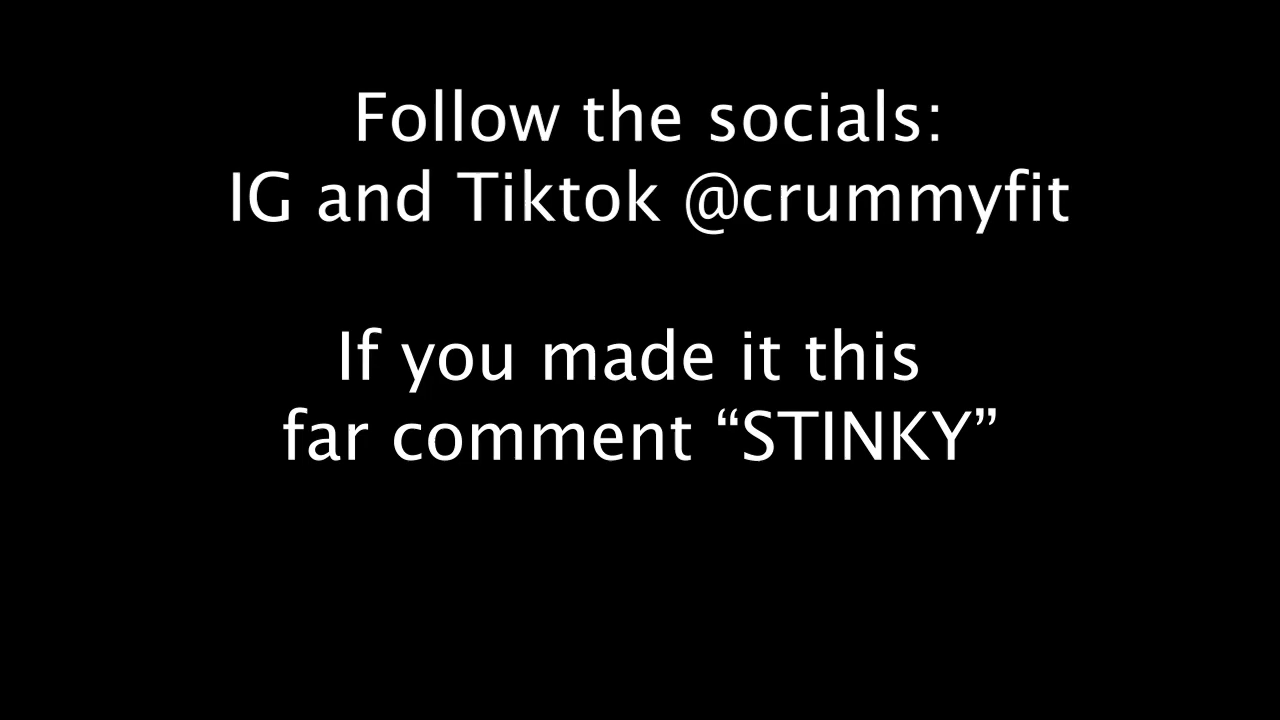 Follow the socials:
IG and Tiktok @crummyfit
If you made it this
far comment “STINKY”